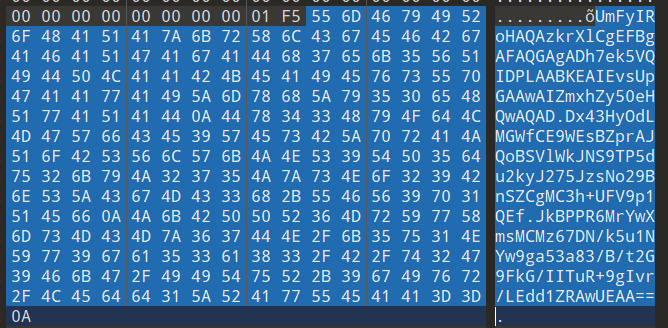 00 00 00 00 00 00 00 00 01 F5 55 6D 46 79 49 52 .........õUmFyIR
6F 48 41 51 41 7A 6B 72 58 6C 43 67 45 46 42 67 oHAQAzkrXlCgEFBg
41 46 41 51 47 41 67 41 44 68 37 65 6B 35 56 51 AFAQGAgADh7ek5VQ
49 44 50 4C 41 41 42 4B 45 41 49 45 76 73 55 70 IDPLAABKEAIEvsUp
47 41 41 77 41 49 5A 6D 78 68 5A 79 35 30 65 48 GAAwAIZmxhZy50eH
51 77 41 51 41 44 0A 44 78 34 33 48 79 4F 64 4C QwAQAD.Dx43HyOdL
4D 47 57 66 43 45 39 57 45 73 42 5A 70 72 41 4A MGWfCE9WEsBZprAJ
51 6F 42 53 56 6C 57 6B 4A 4E 53 39 54 50 35 64 QoBSVlWkJNS9TP5d
75 32 6B 79 4A 32 37 35 4A 7A 73 4E 6F 32 39 42 u2kyJ275JzsNo29B
6E 53 5A 43 67 4D 43 33 68 2B 55 46 56 39 70 31 nSZCgMC3h+UFV9p1
51 45 66 0A 4A 6B 42 50 50 52 36 4D 72 59 77 58 QEf.JkBPPR6MrYwX
6D 73 4D 43 4D 7A 36 37 44 4E 2F 6B 35 75 31 4E msMCMz67DN/k5u1N
59 77 39 67 61 35 33 61 38 33 2F 42 2F 74 32 47 Yw9ga53a83/B/t2G
39 46 6B 47 2F 49 49 54 75 52 2B 39 67 49 76 72 9FkG/IITuR+9gIvr
2F 4C 45 64 64 31 5A 52 41 77 55 45 41 41 3D 3D /LEdd1ZRAwUEAA==
0A .